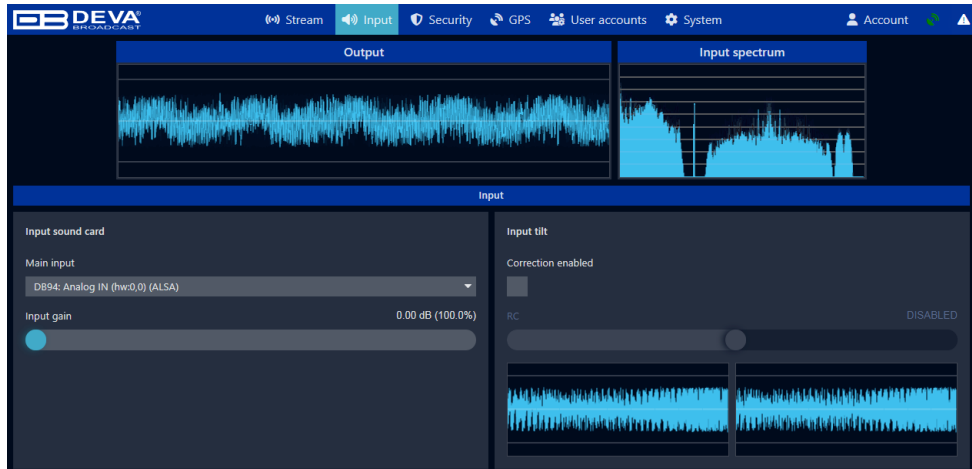 DB DEVA
BROADCAST
Stream Input Security GPS User accounts System Account
Output Input spectrum
Input
Input sound card
Input tilt
Main input
Correction enabled
DB94: Analog IN (hw:0,0) (ALSA)
Input gain 0.00 dB (100.0%)
RC DISABLED